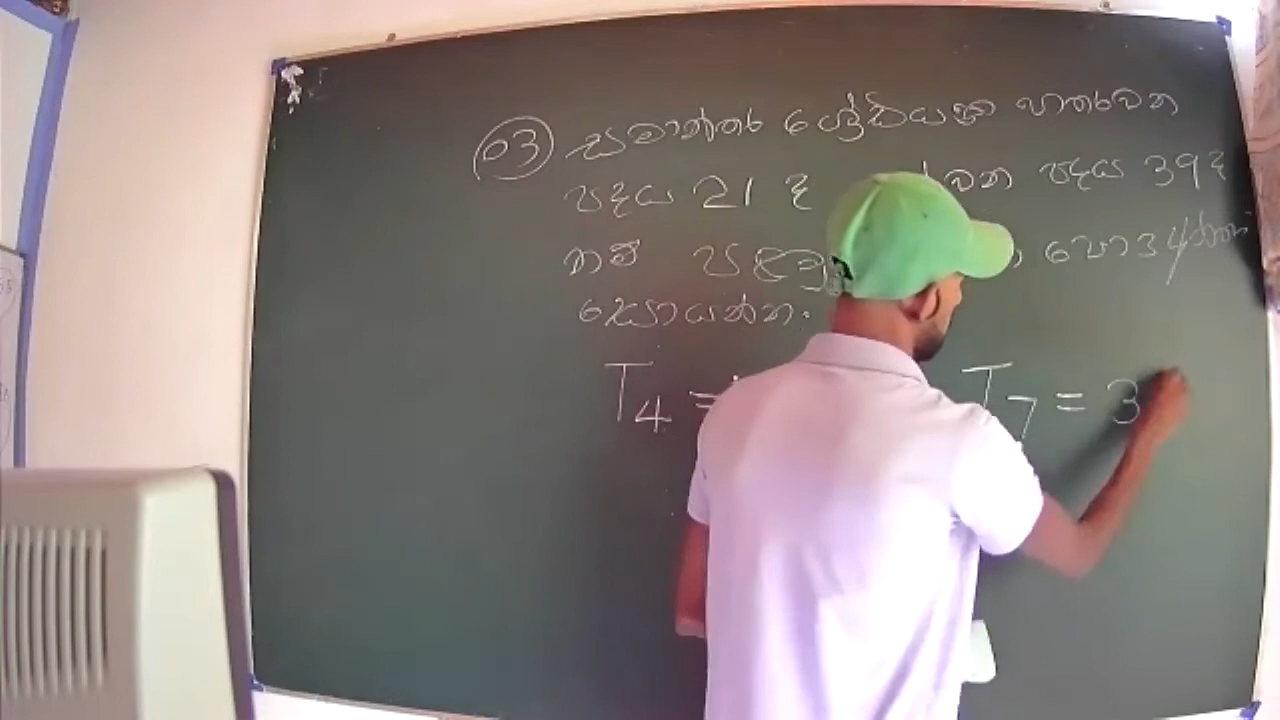 03 සමාන්තර ශ්‍රේඪියක හතරවන
පදය 21 ද වන පදය 39 ද
නම් පළමු පොදු අන්තරය
සොයන්න.
T4 = T7 = 3